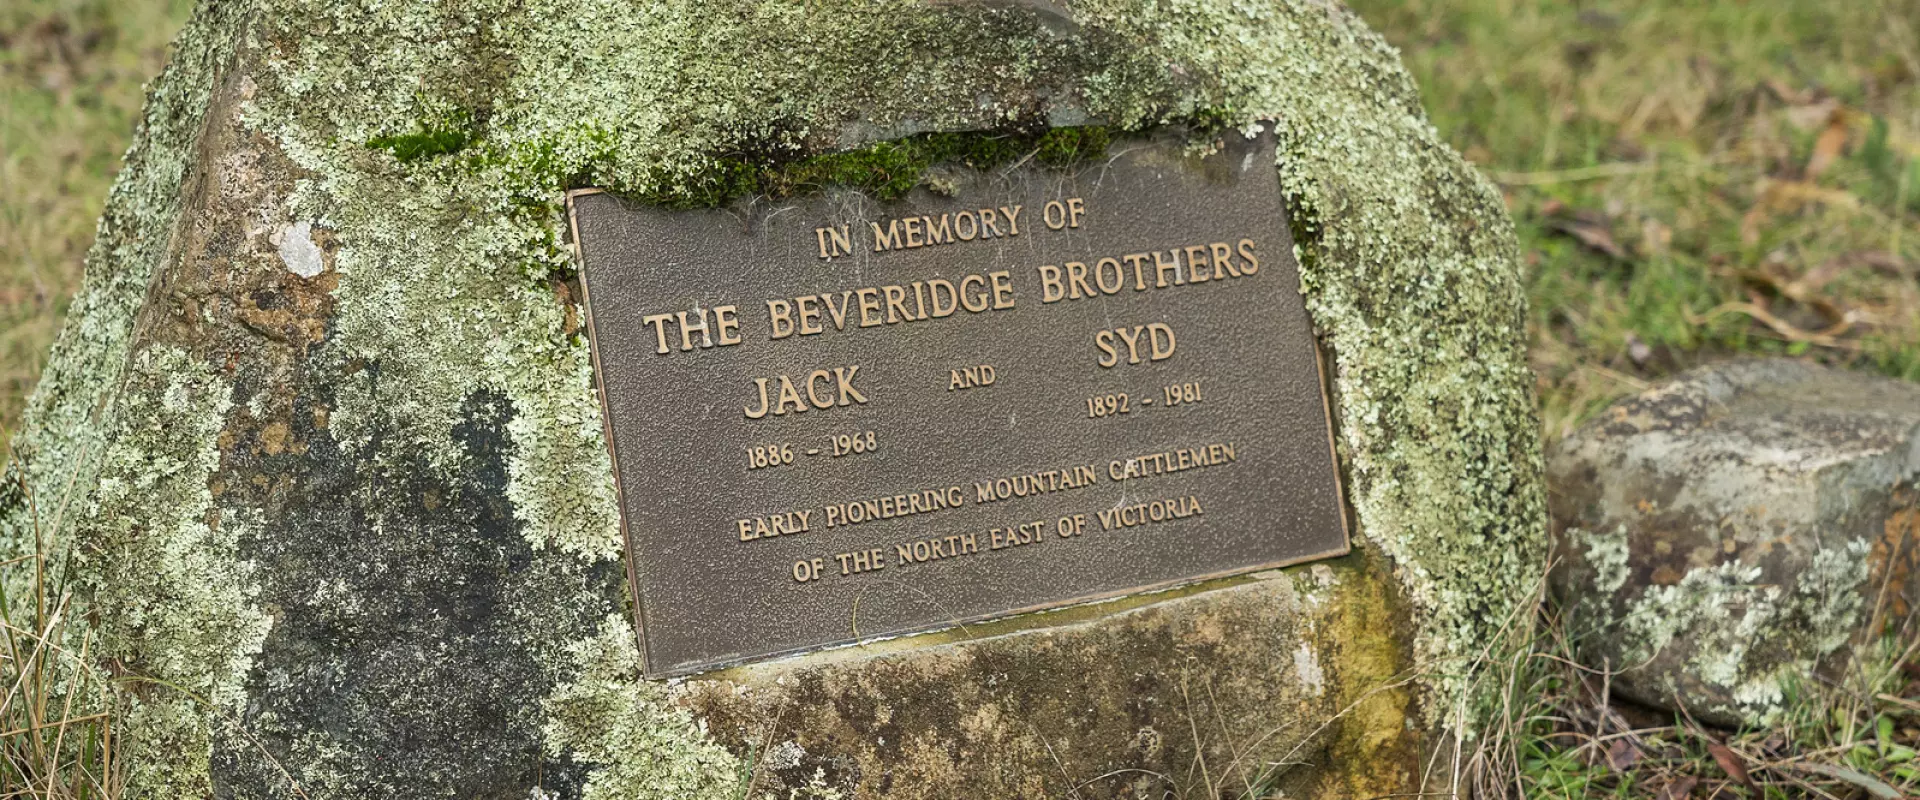 IN MEMORY OF
THE BEVERIDGE BROTHERS
JACK AND SYD
1886 - 1968 1892 - 1981
EARLY PIONEERING MOUNTAIN CATTLEMEN
OF THE NORTH EAST OF VICTORIA